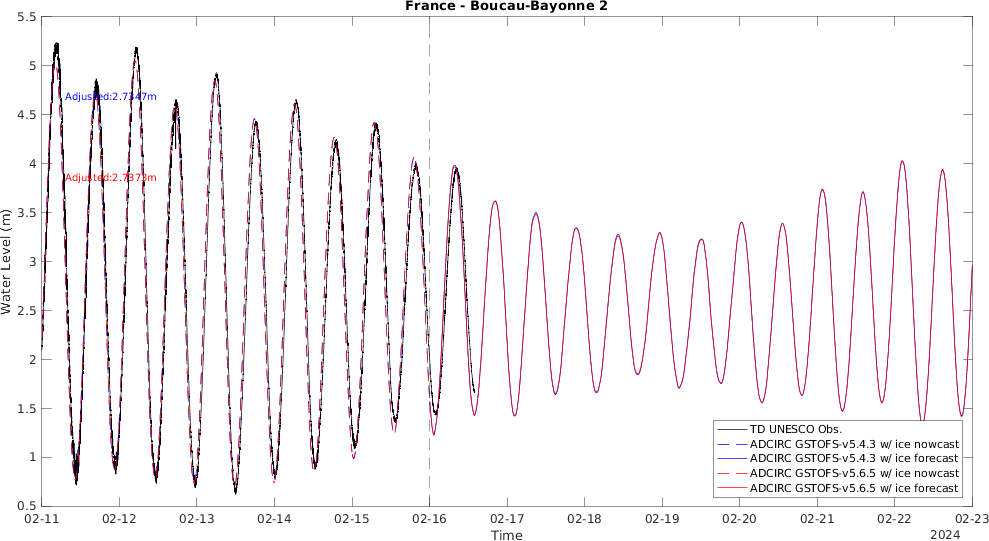 France - Boucau-Bayonne 2
5.5
5
4.5
4
3.5
3
2.5
2
1.5
1
0.5
Water Level (m)
Adjusted:2.7347m
Adjusted:2.7373m
TD UNESCO Obs.
ADCIRC GSTOFS-v5.4.3 w/ ice nowcast
ADCIRC GSTOFS-v5.4.3 w/ ice forecast
ADCIRC GSTOFS-v5.6.5 w/ ice nowcast
ADCIRC GSTOFS-v5.6.5 w/ ice forecast
02-11 02-12 02-13 02-14 02-15 02-16 02-17 02-18 02-19 02-20 02-21 02-22 02-23
Time
2024